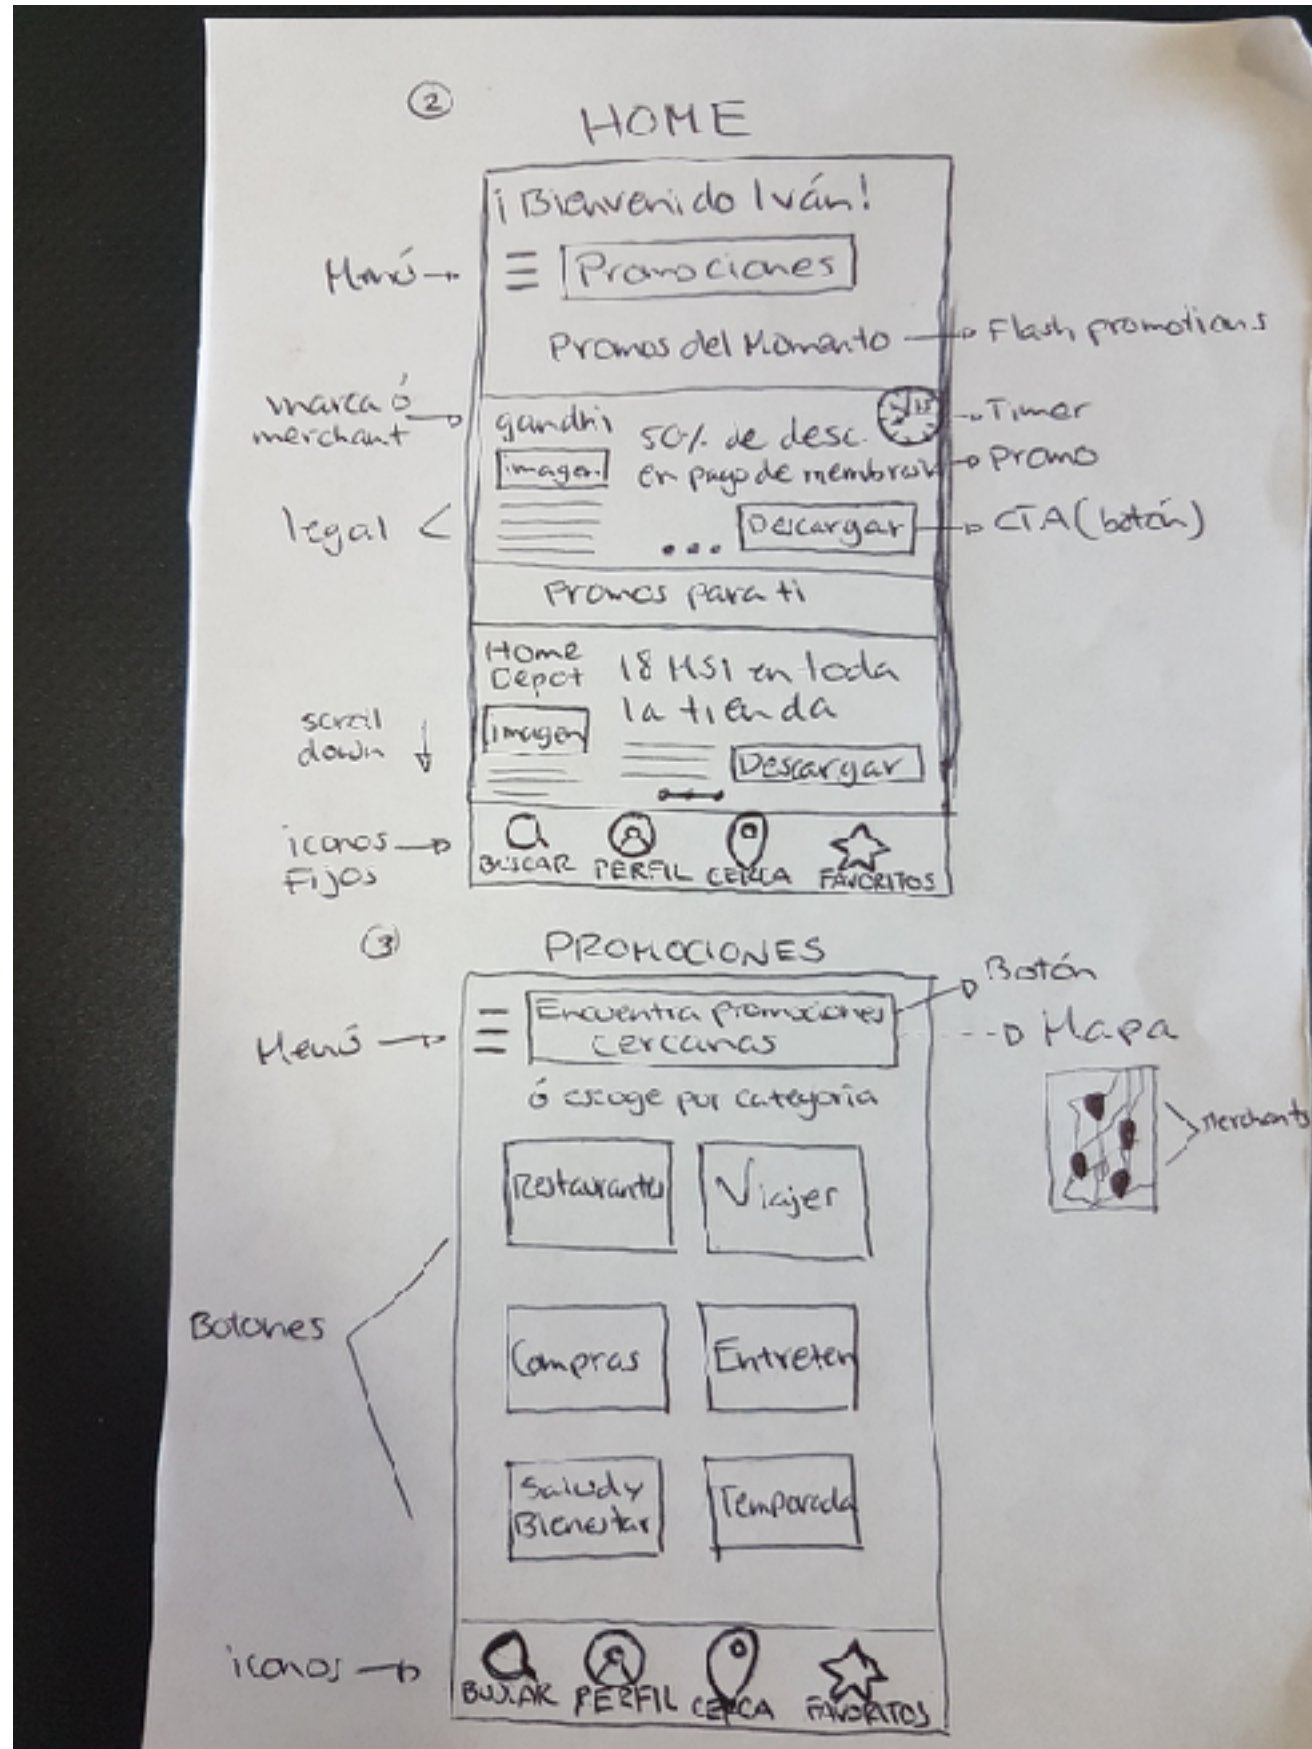 2
HOME
¡Bienvenido Iván!
Menú
Promociones
Promos del Momento
Flash promotions
marca ó
merchant
gandhi
50% de desc.
Timer
imagen
en pago de membresía
promo
legal
Descargar
CTA (botón)
Promos para ti
Home
Depot
18 MSI en toda
la tienda
scroll
down
imagen
Descargar
iconos
Fijos
BUSCAR
PERFIL
CERCA
FAVORITOS
3
PROMOCIONES
Botón
Menú
Encuentra promociones
cercanas
Mapa
ó escoge por categoría
Merchants
Restaurantes
Viajes
Botones
Compras
Entreten
Salud y
Bienestar
Temporada
iconos
BUSCAR
PERFIL
CERCA
FAVORITOS